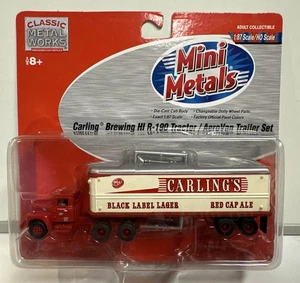 CLASSIC
METAL
WORKS
8+
ADULT COLLECTIBLE
1:87 Scale/HO Scale
Mini
Metals
Die-Cast Cab Body
Changeable Dolly Wheel Parts
Exact 1:87 Scale
Factory Official Paint Colors
Carling® Brewing IH R-190 Tractor / AeroVan Trailer Set
CARLING'S
BLACK LABEL LAGER
RED CAP ALE